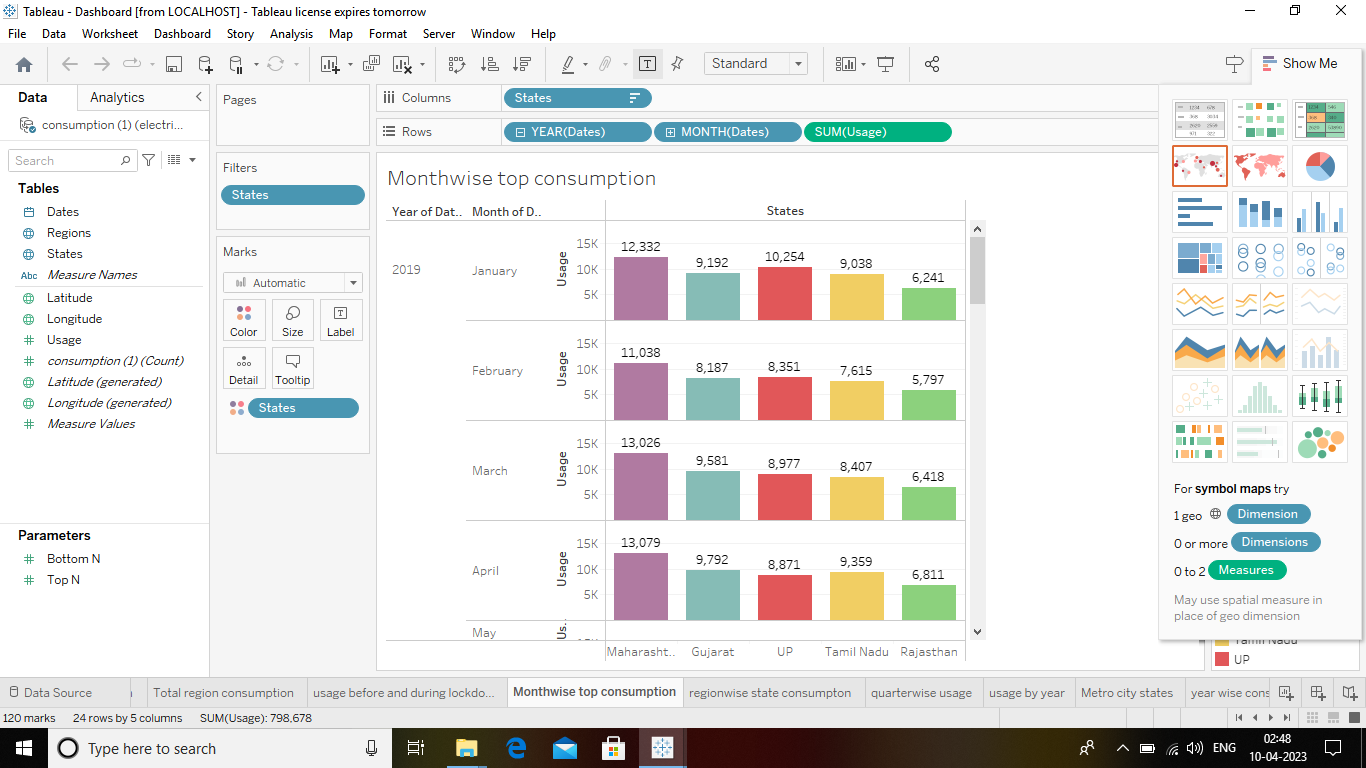 Tableau - Dashboard [from LOCALHOST] - Tableau license expires tomorrow
File Data Worksheet Dashboard Story Analysis Map Format Server Window Help
Standard
Show Me
Data Analytics
consumption (1) (electri...
Search
Tables
Dates
Regions
States
Abc Measure Names
Latitude
Longitude
Usage
consumption (1) (Count)
Latitude (generated)
Longitude (generated)
Measure Values
Parameters
Bottom N
Top N
Pages
Filters
States
Marks
Automatic
Color Size Label
Detail Tooltip
States
Columns States
Rows YEAR(Dates) MONTH(Dates) SUM(Usage)
Monthwise top consumption
Year of Dat.. Month of D.. States
2019 January Usage 15K 10K 5K 12,332 9,192 10,254 9,038 6,241
February Usage 15K 10K 5K 11,038 8,187 8,351 7,615 5,797
March Usage 15K 10K 5K 13,026 9,581 8,977 8,407 6,418
April Usage 15K 10K 5K 13,079 9,792 8,871 9,359 6,811
May Us..
Maharasht.. Gujarat UP Tamil Nadu Rajasthan
For symbol maps try
1 geo Dimension
0 or more Dimensions
0 to 2 Measures
May use spatial measure in
place of geo dimension
Tamil Nadu
UP
Data Source Total region consumption usage before and during lockdo... Monthwise top consumption regionwise state consumpton quarterwise usage usage by year Metro city states year wise cons
120 marks 24 rows by 5 columns SUM(Usage): 798,678
Type here to search
ENG
02:48
10-04-2023